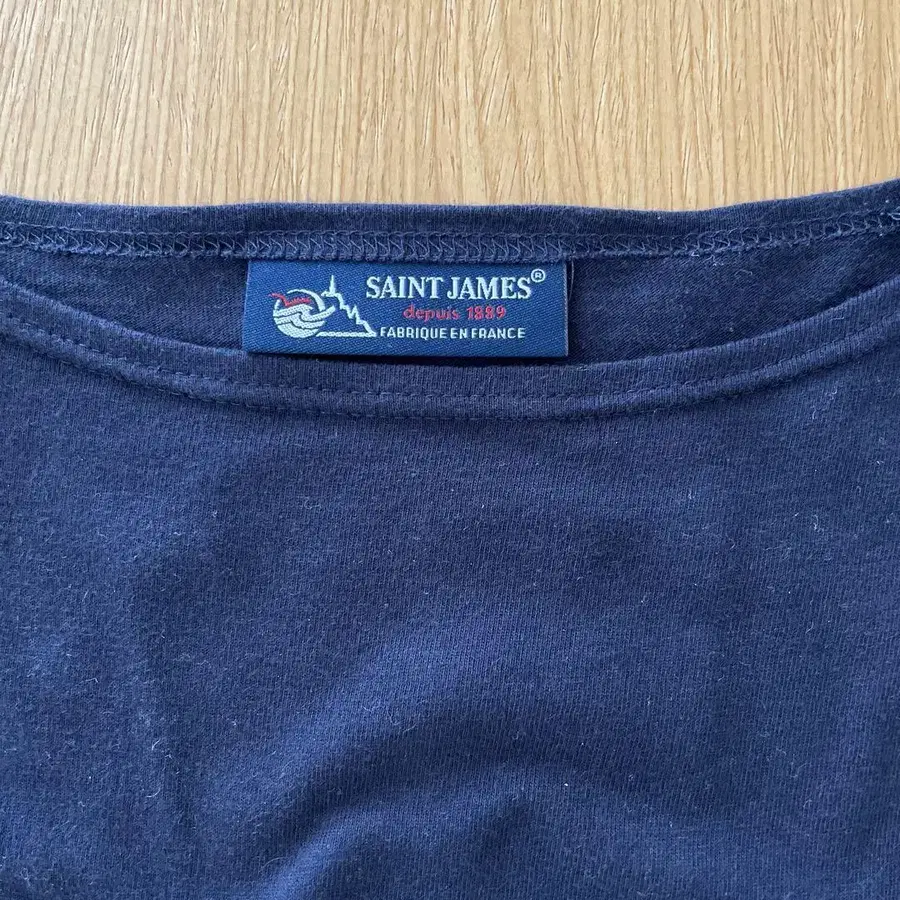 SAINT JAMES®
depuis 1889
FABRIQUE EN FRANCE